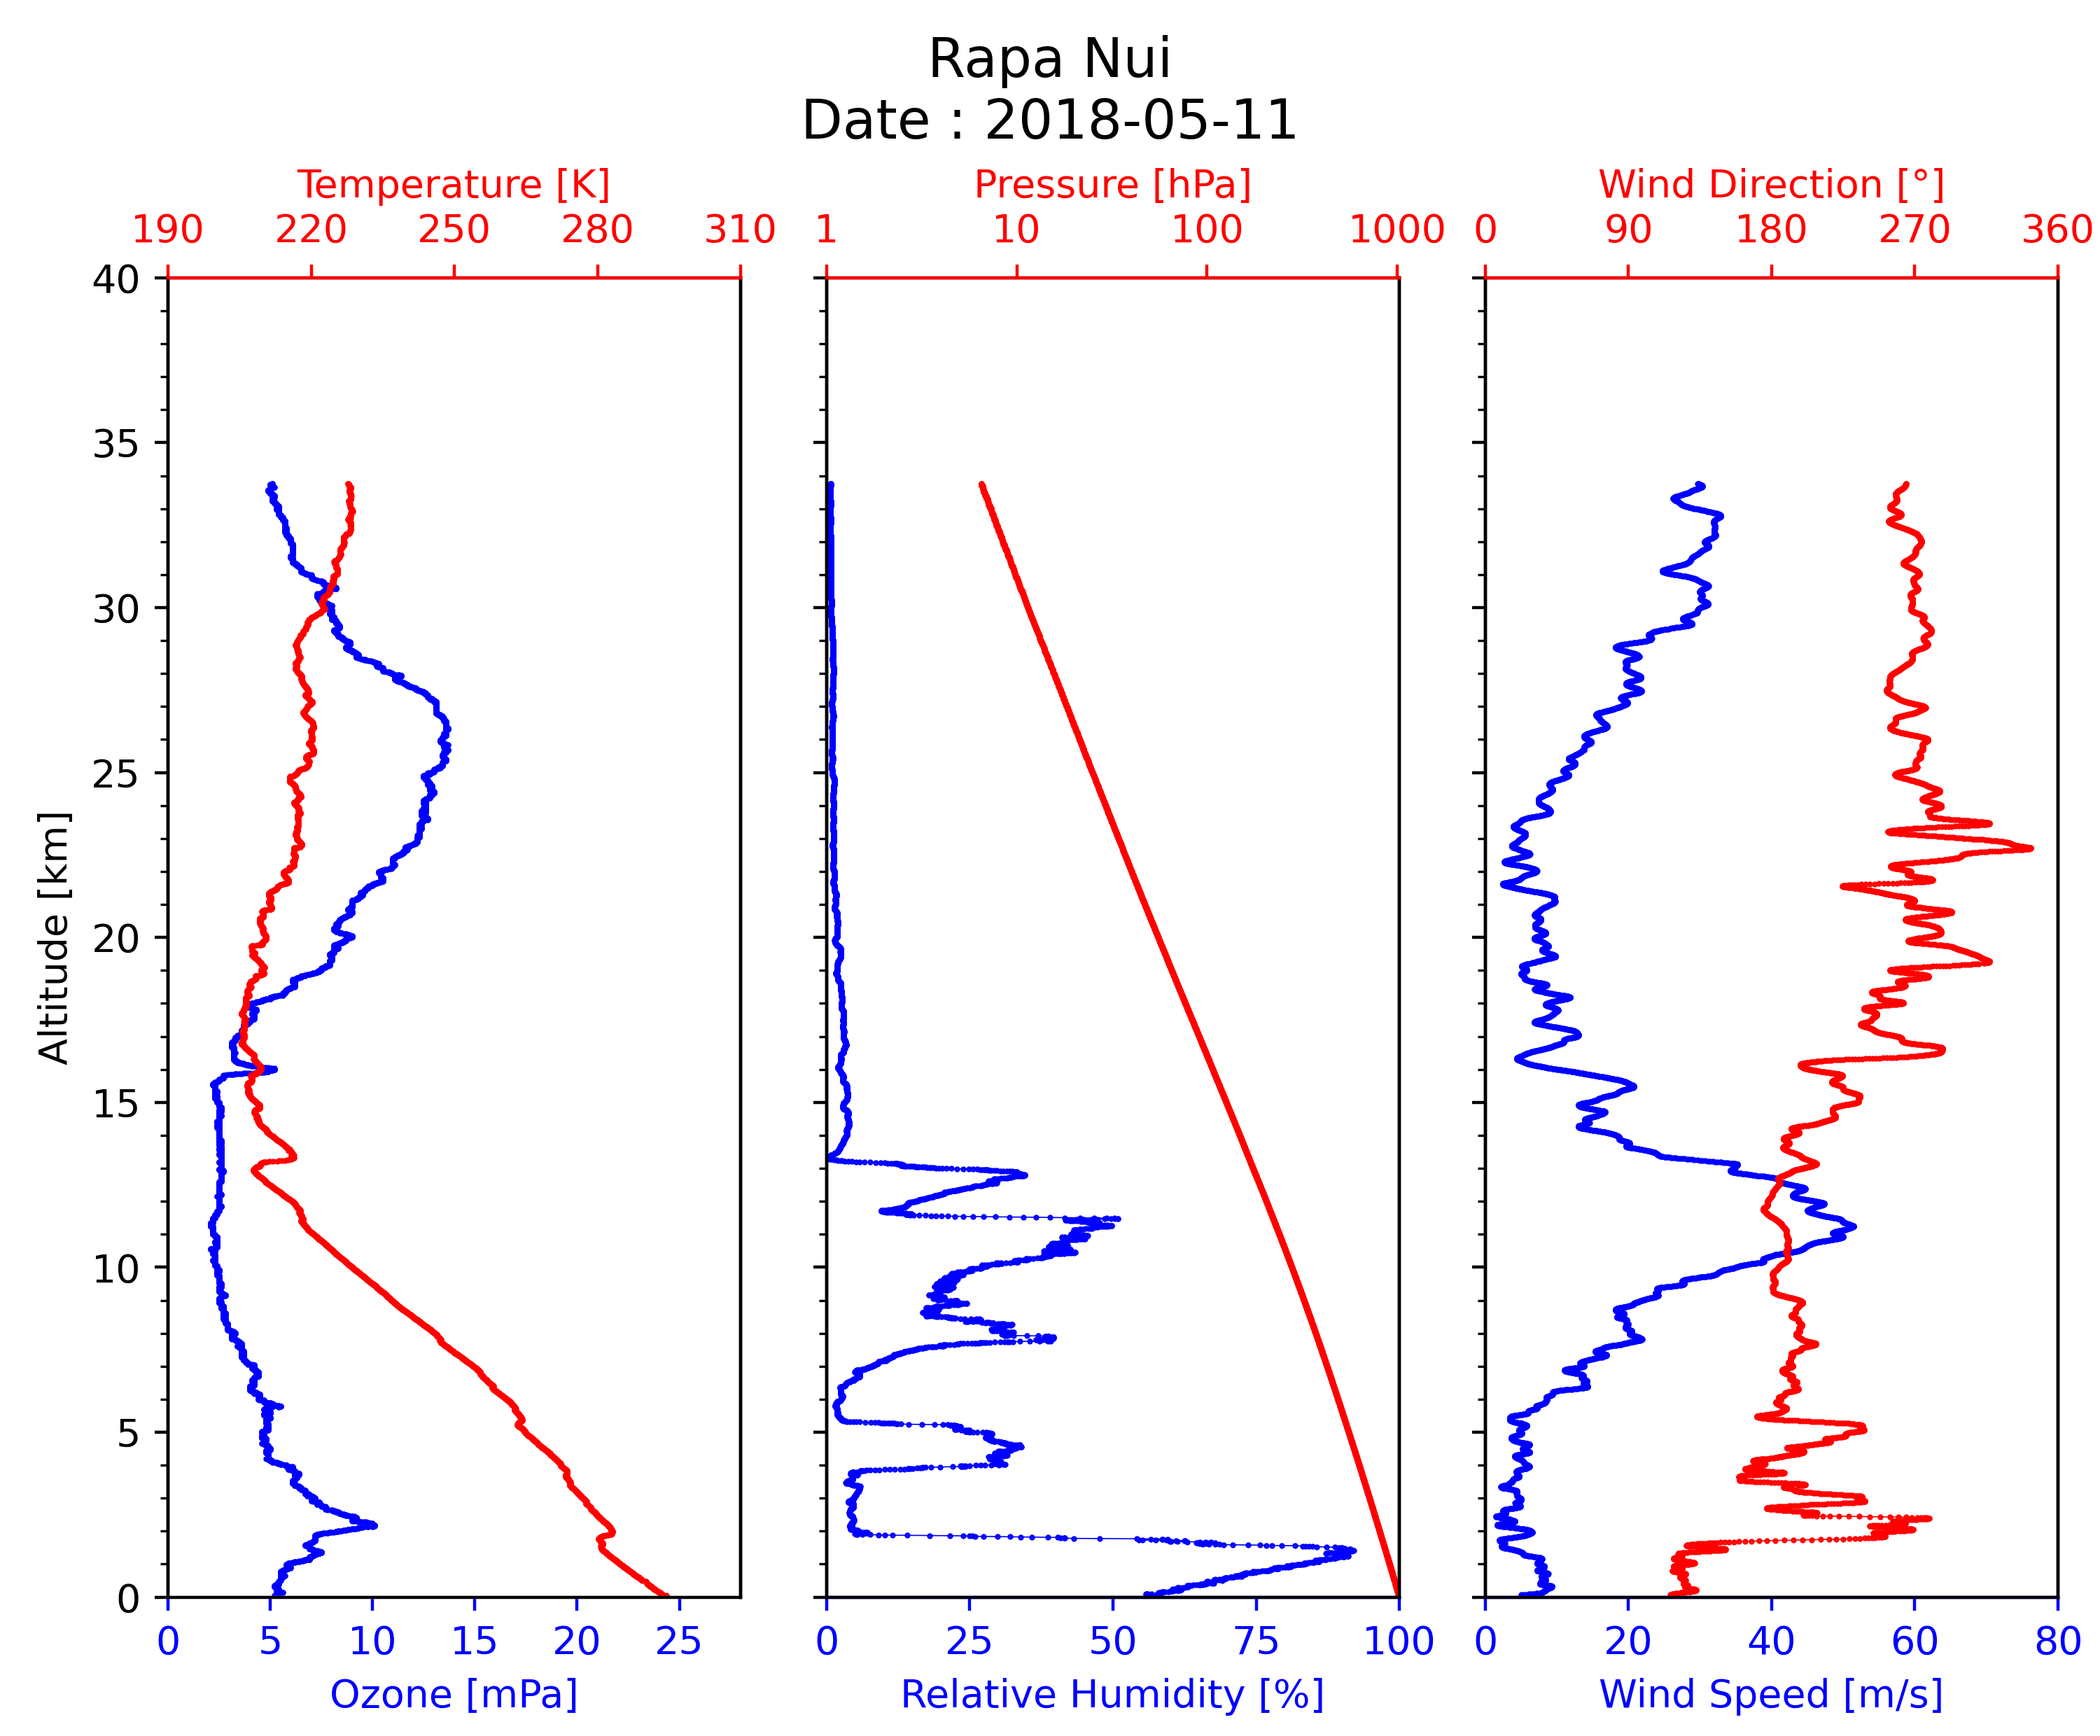 Rapa Nui
Date : 2018-05-11
Temperature [K]
190 220 250 280 310
Pressure [hPa]
1 10 100 1000
Wind Direction [°]
0 90 180 270 360
Altitude [km]
40
35
30
25
20
15
10
5
0
0 5 10 15 20 25
Ozone [mPa]
0 25 50 75 100
Relative Humidity [%]
0 20 40 60 80
Wind Speed [m/s]